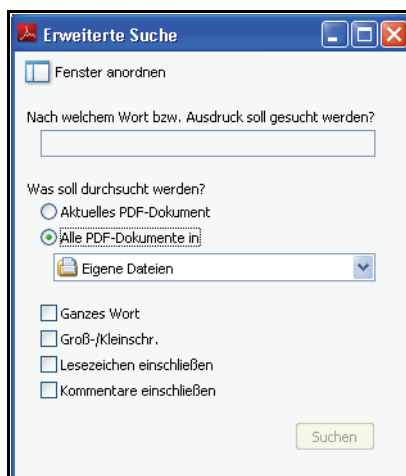 Erweiterte Suche
Fenster anordnen
Nach welchem Wort bzw. Ausdruck soll gesucht werden?
Was soll durchsucht werden?
Aktuelles PDF-Dokument
Alle PDF-Dokumente in
Eigene Dateien
Ganzes Wort
Groß-/Kleinschr.
Lesezeichen einschließen
Kommentare einschließen
Suchen